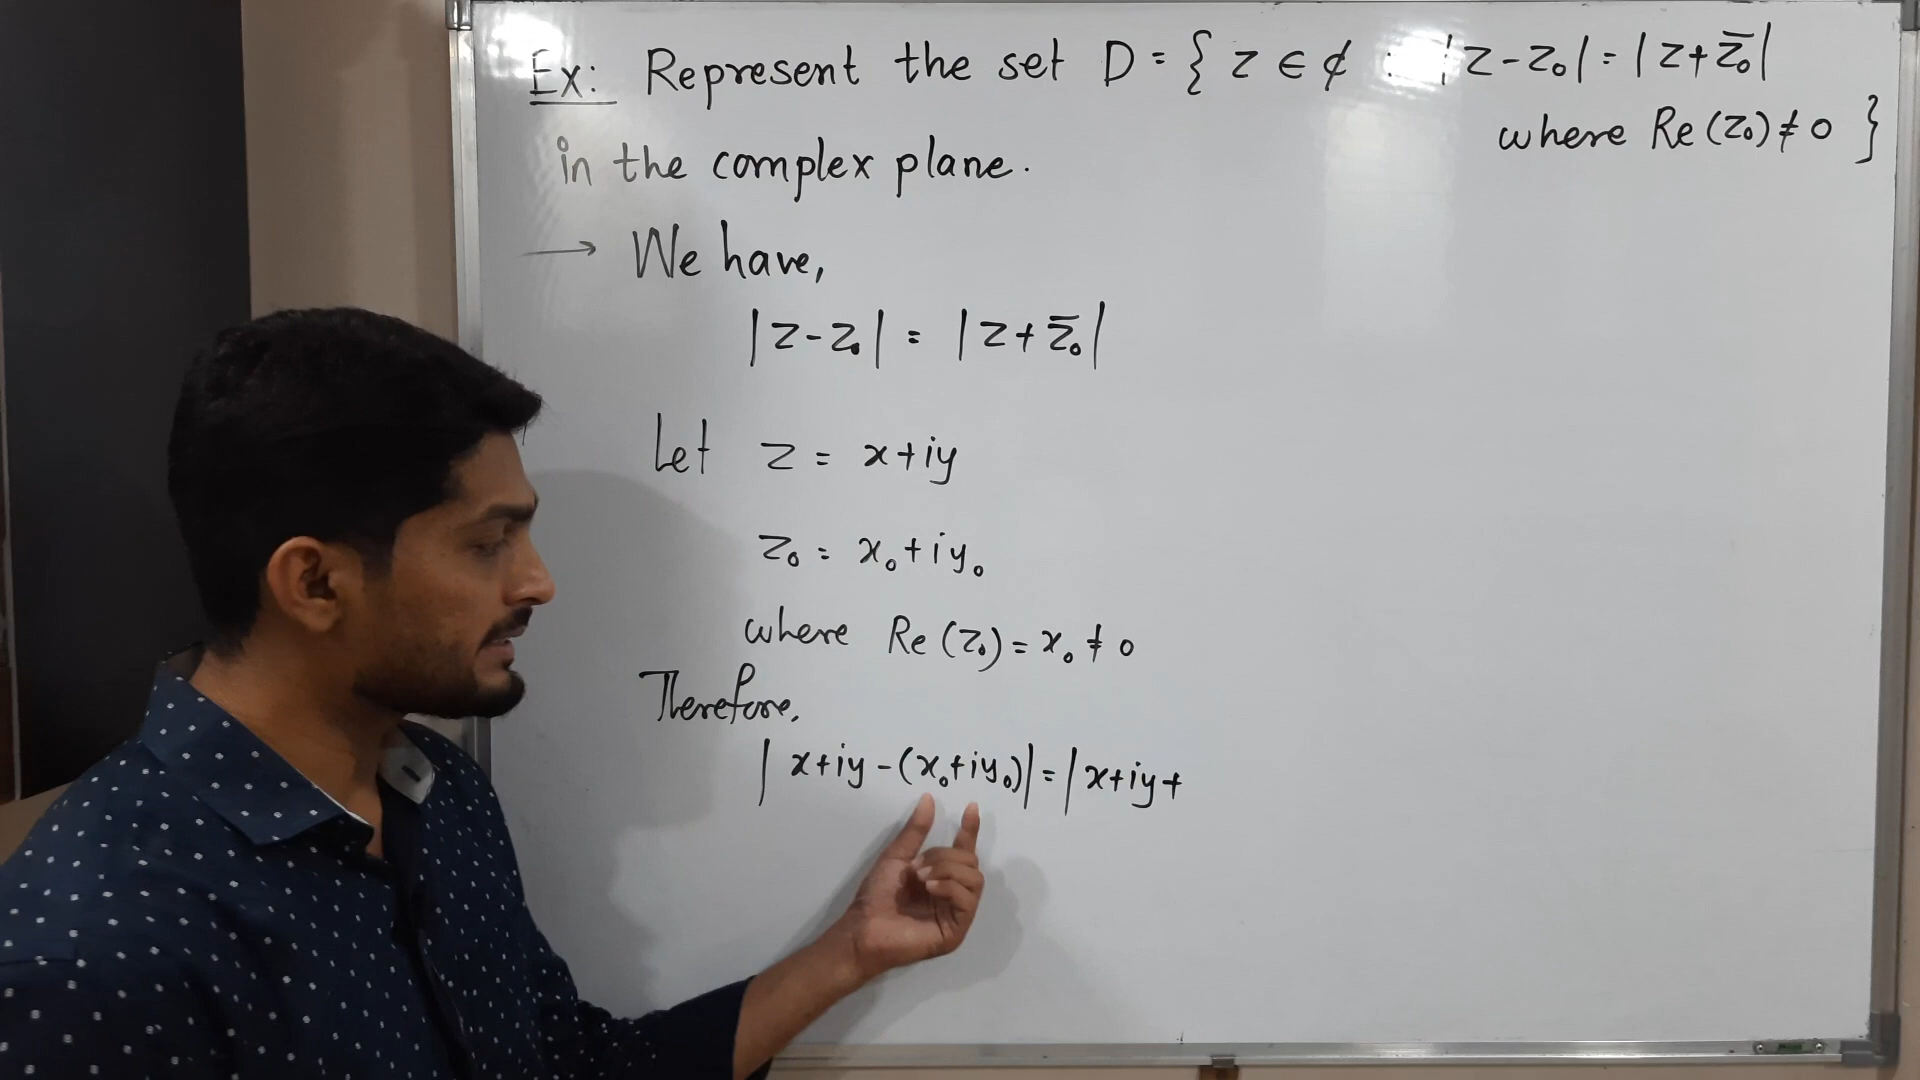 Ex: Represent the set D = { z ∈ ₵ : |z - z₀| = |z + z̄₀|
where Re(z₀) ≠ 0 }
in the complex plane.
→ We have,
|z - z₀| = |z + z̄₀|
Let z = x + iy
z₀ = x₀ + iy₀
where Re(z₀) = x₀ ≠ 0
Therefore,
|x + iy - (x₀ + iy₀)| = |x + iy +